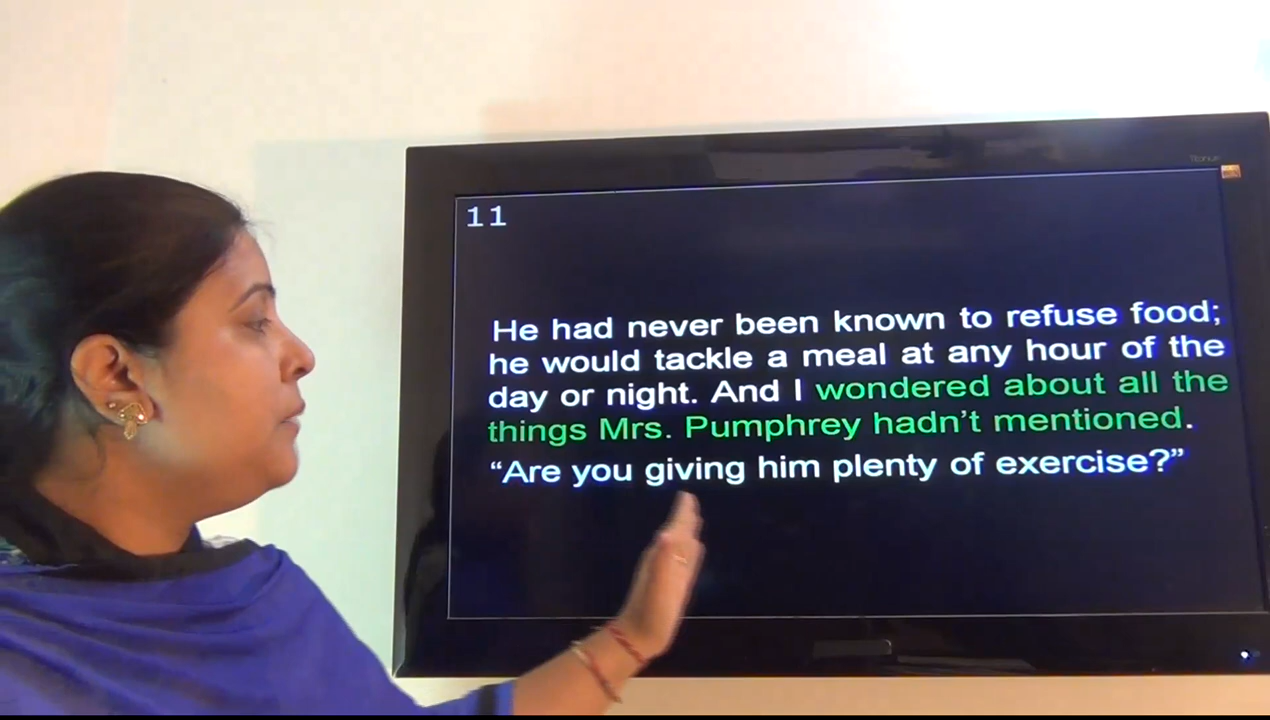 11
He had never been known to refuse food;
he would tackle a meal at any hour of the
day or night. And I wondered about all the
things Mrs. Pumphrey hadn't mentioned.
“Are you giving him plenty of exercise?”